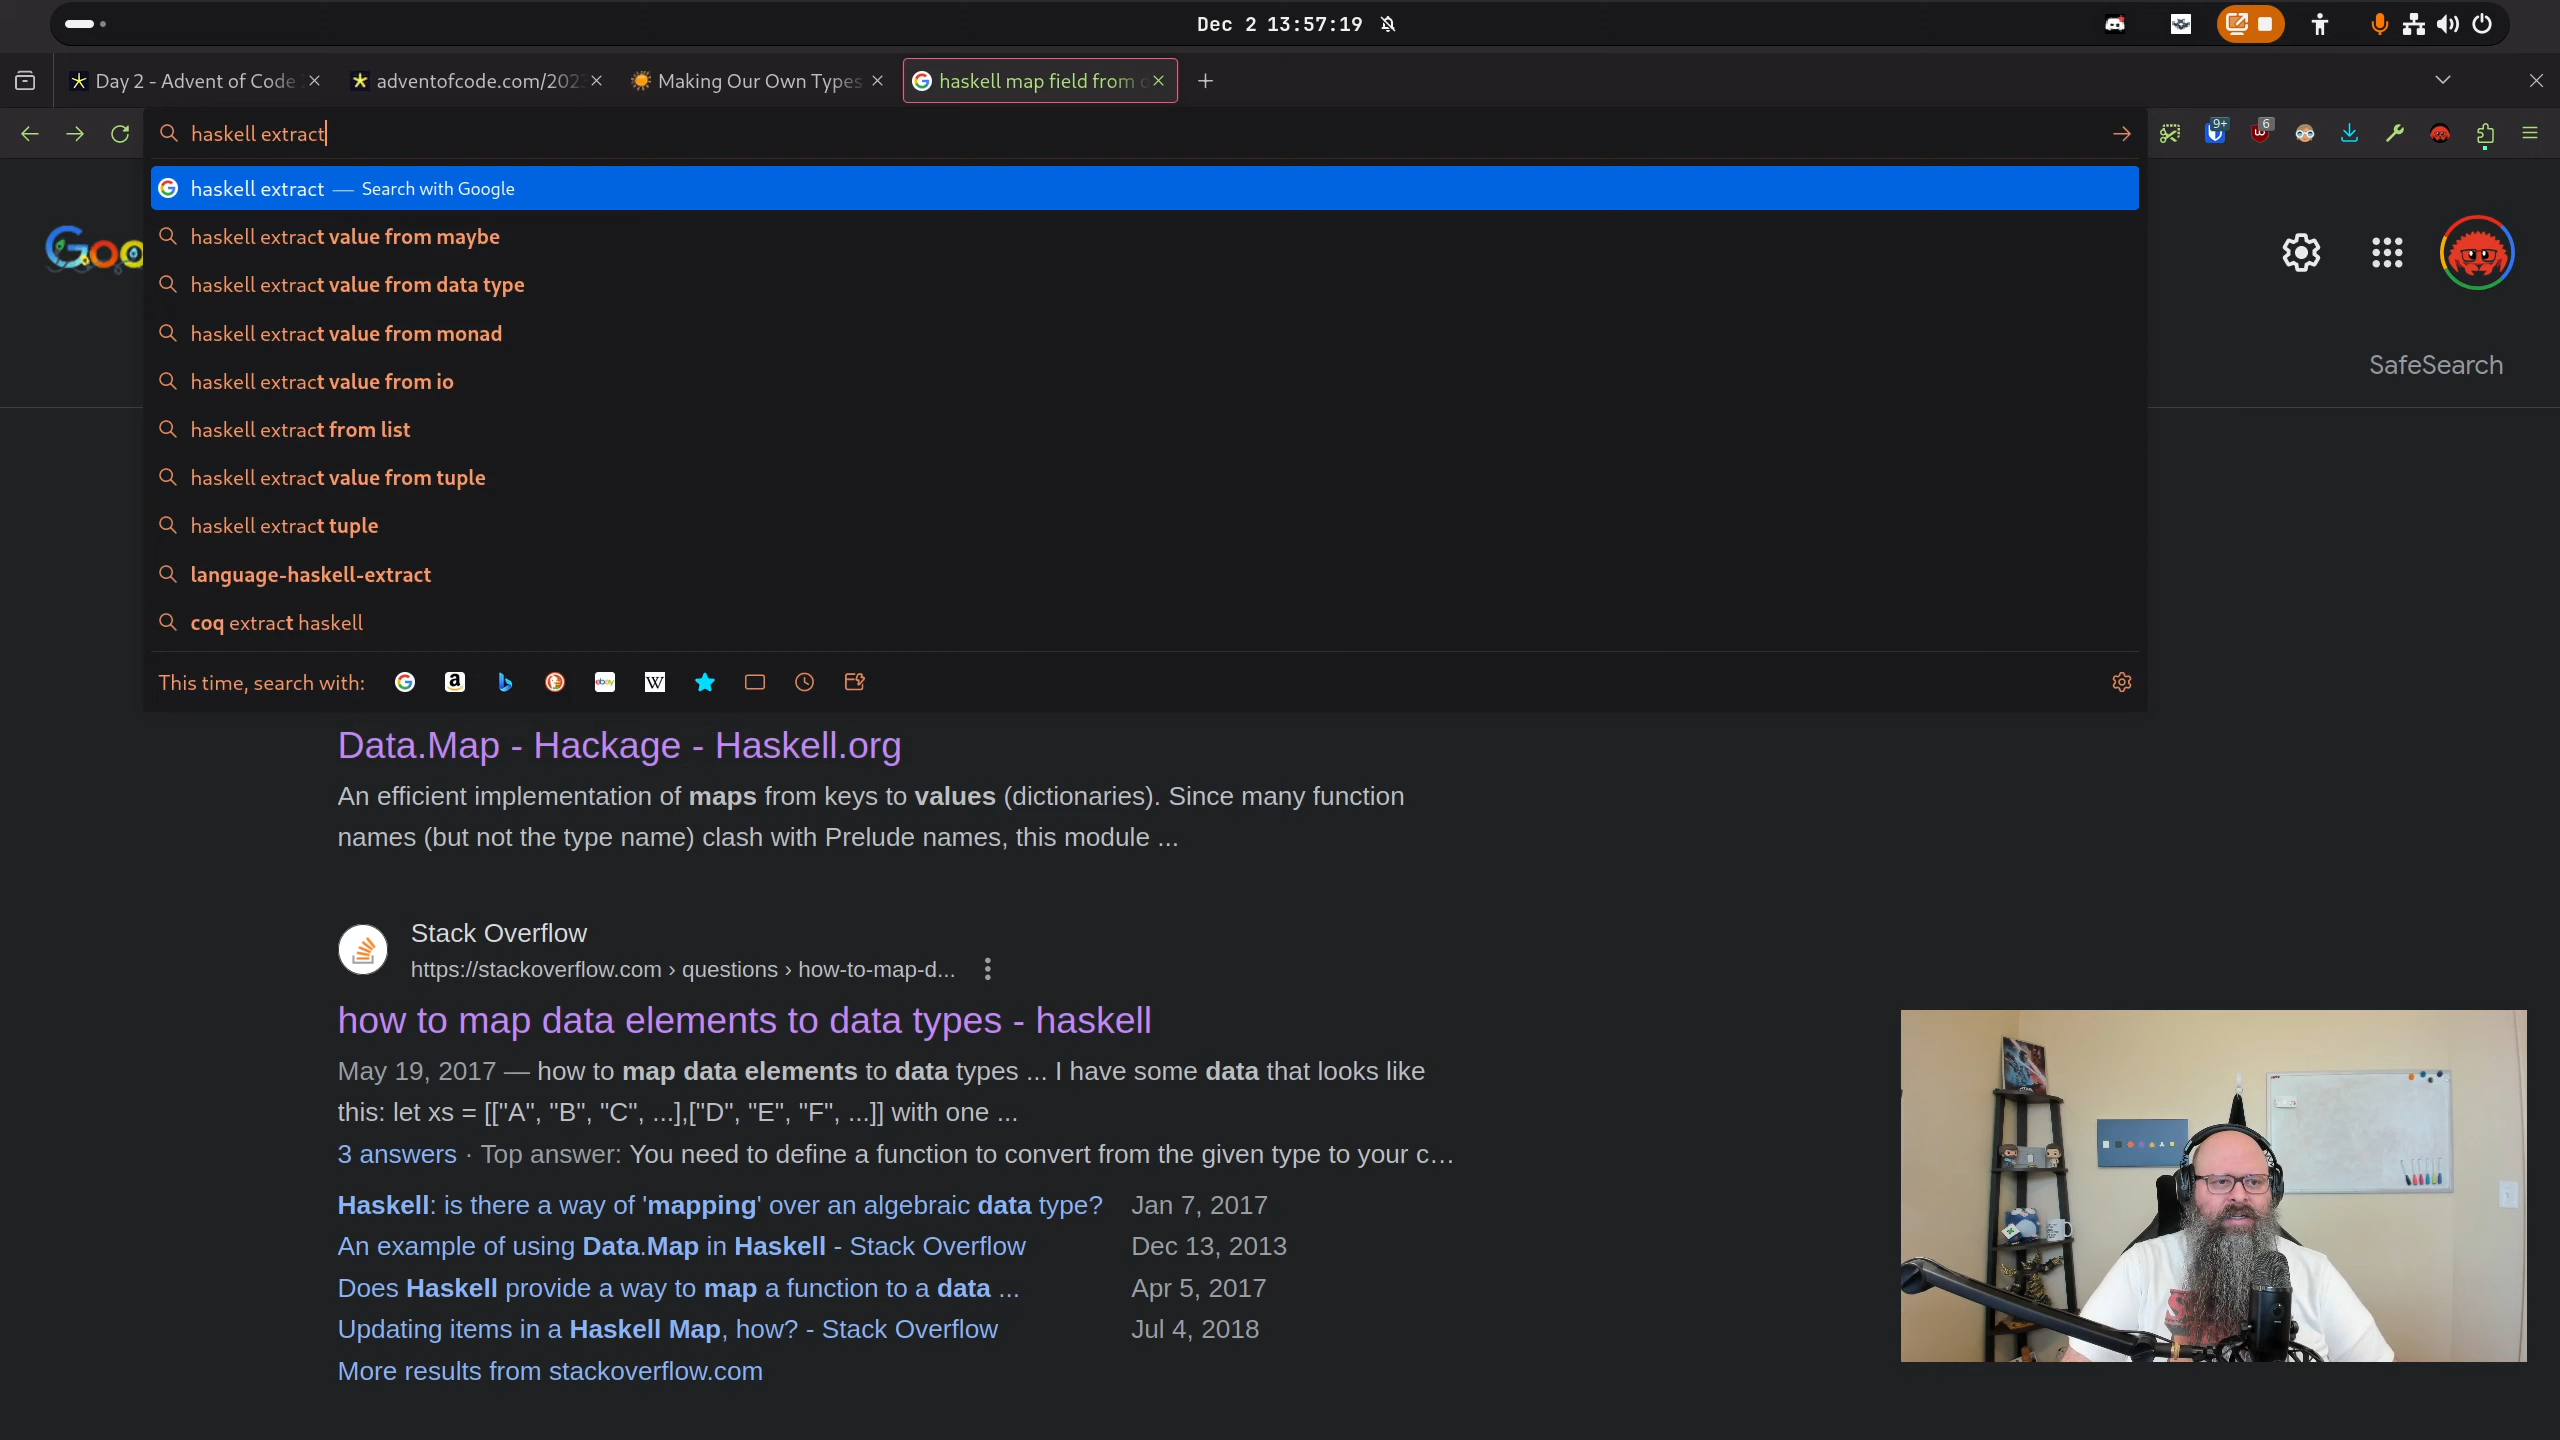 Dec 2 13:57:19
Day 2 - Advent of Code
adventofcode.com/202
Making Our Own Types
haskell map field from
haskell extract
9+
6
haskell extract — Search with Google
haskell extract value from maybe
haskell extract value from data type
haskell extract value from monad
haskell extract value from io
haskell extract from list
haskell extract value from tuple
haskell extract tuple
language-haskell-extract
coq extract haskell
This time, search with:
Goo
SafeSearch
Data.Map - Hackage - Haskell.org
An efficient implementation of maps from keys to values (dictionaries). Since many function
names (but not the type name) clash with Prelude names, this module ...
Stack Overflow
https://stackoverflow.com › questions › how-to-map-d...
how to map data elements to data types - haskell
May 19, 2017 — how to map data elements to data types ... I have some data that looks like
this: let xs = [["A", "B", "C", ...],["D", "E", "F", ...]] with one ...
3 answers · Top answer: You need to define a function to convert from the given type to your c...
Haskell: is there a way of 'mapping' over an algebraic data type? Jan 7, 2017
An example of using Data.Map in Haskell - Stack Overflow Dec 13, 2013
Does Haskell provide a way to map a function to a data ... Apr 5, 2017
Updating items in a Haskell Map, how? - Stack Overflow Jul 4, 2018
More results from stackoverflow.com